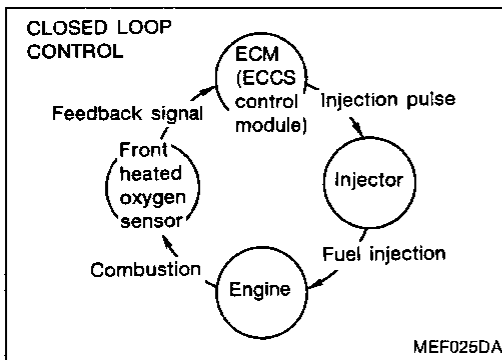 CLOSED LOOP
CONTROL
ECM
(ECCS
control
module)
Injection pulse
Injector
Fuel injection
Engine
Combustion
Front
heated
oxygen
sensor
Feedback signal
MEF025DA